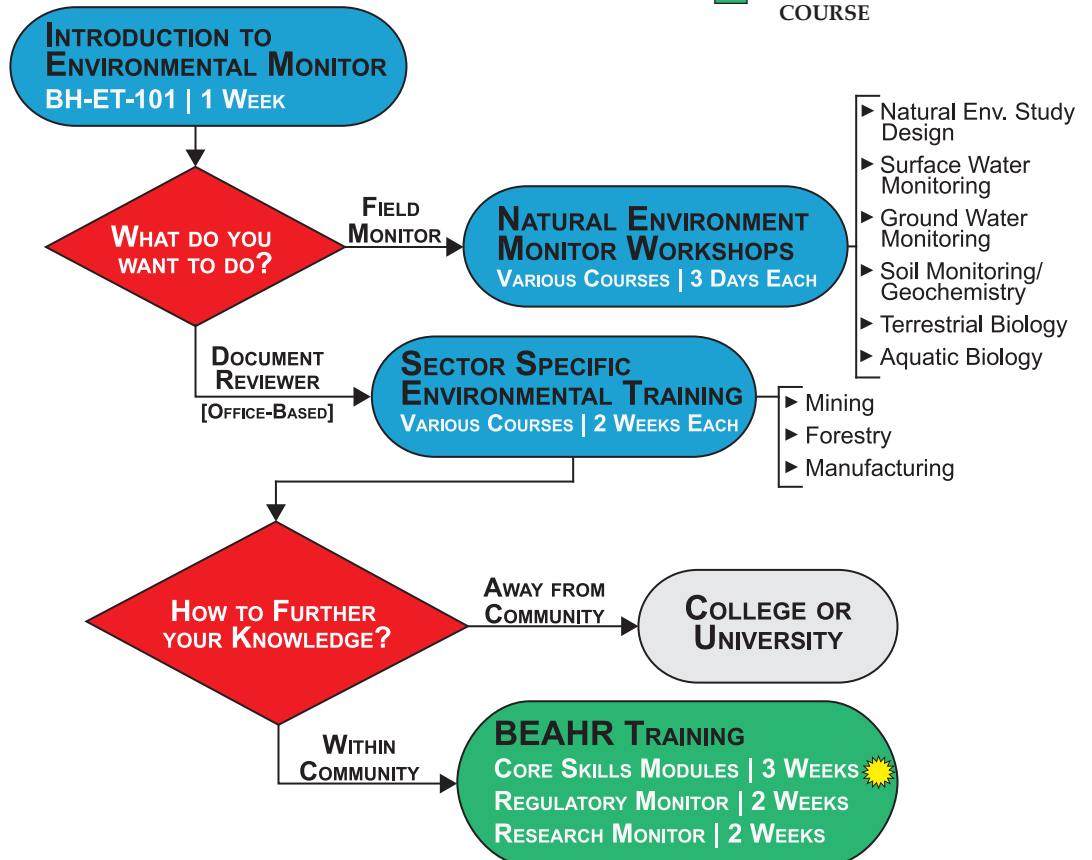 COURSE
INTRODUCTION TO
ENVIRONMENTAL MONITOR
BH-ET-101 | 1 WEEK
WHAT DO YOU
WANT TO DO?
FIELD
MONITOR
NATURAL ENVIRONMENT
MONITOR WORKSHOPS
VARIOUS COURSES | 3 DAYS EACH
► Natural Env. Study
Design
► Surface Water
Monitoring
► Ground Water
Monitoring
► Soil Monitoring/
Geochemistry
► Terrestrial Biology
► Aquatic Biology
DOCUMENT
REVIEWER
[OFFICE-BASED]
SECTOR SPECIFIC
ENVIRONMENTAL TRAINING
VARIOUS COURSES | 2 WEEKS EACH
► Mining
► Forestry
► Manufacturing
HOW TO FURTHER
YOUR KNOWLEDGE?
AWAY FROM
COMMUNITY
COLLEGE OR
UNIVERSITY
WITHIN
COMMUNITY
BEAHR TRAINING
CORE SKILLS MODULES | 3 WEEKS
REGULATORY MONITOR | 2 WEEKS
RESEARCH MONITOR | 2 WEEKS